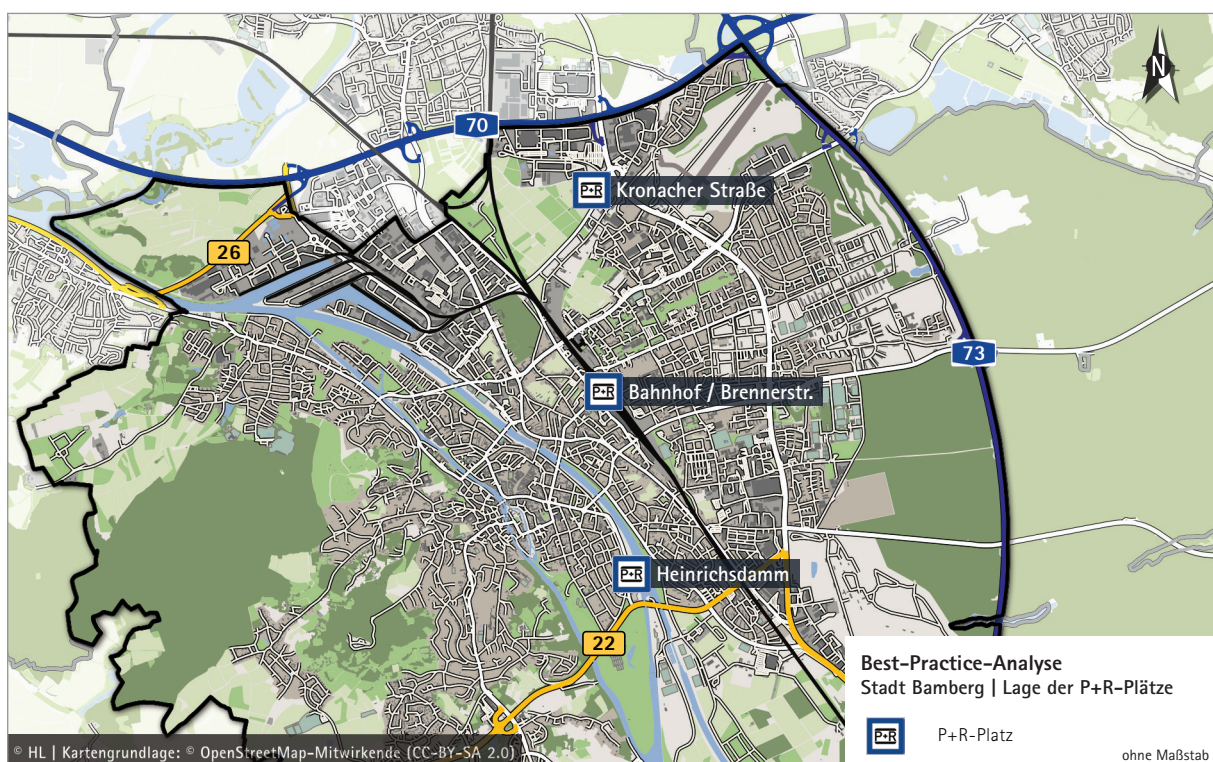 N
70
P+R Kronacher Straße
26
73
P+R Bahnhof / Brennerstr.
P+R Heinrichsdamm
22
Best-Practice-Analyse
Stadt Bamberg | Lage der P+R-Plätze
P+R P+R-Platz
ohne Maßstab
© HL | Kartengrundlage: © OpenStreetMap-Mitwirkende (CC-BY-SA 2.0)